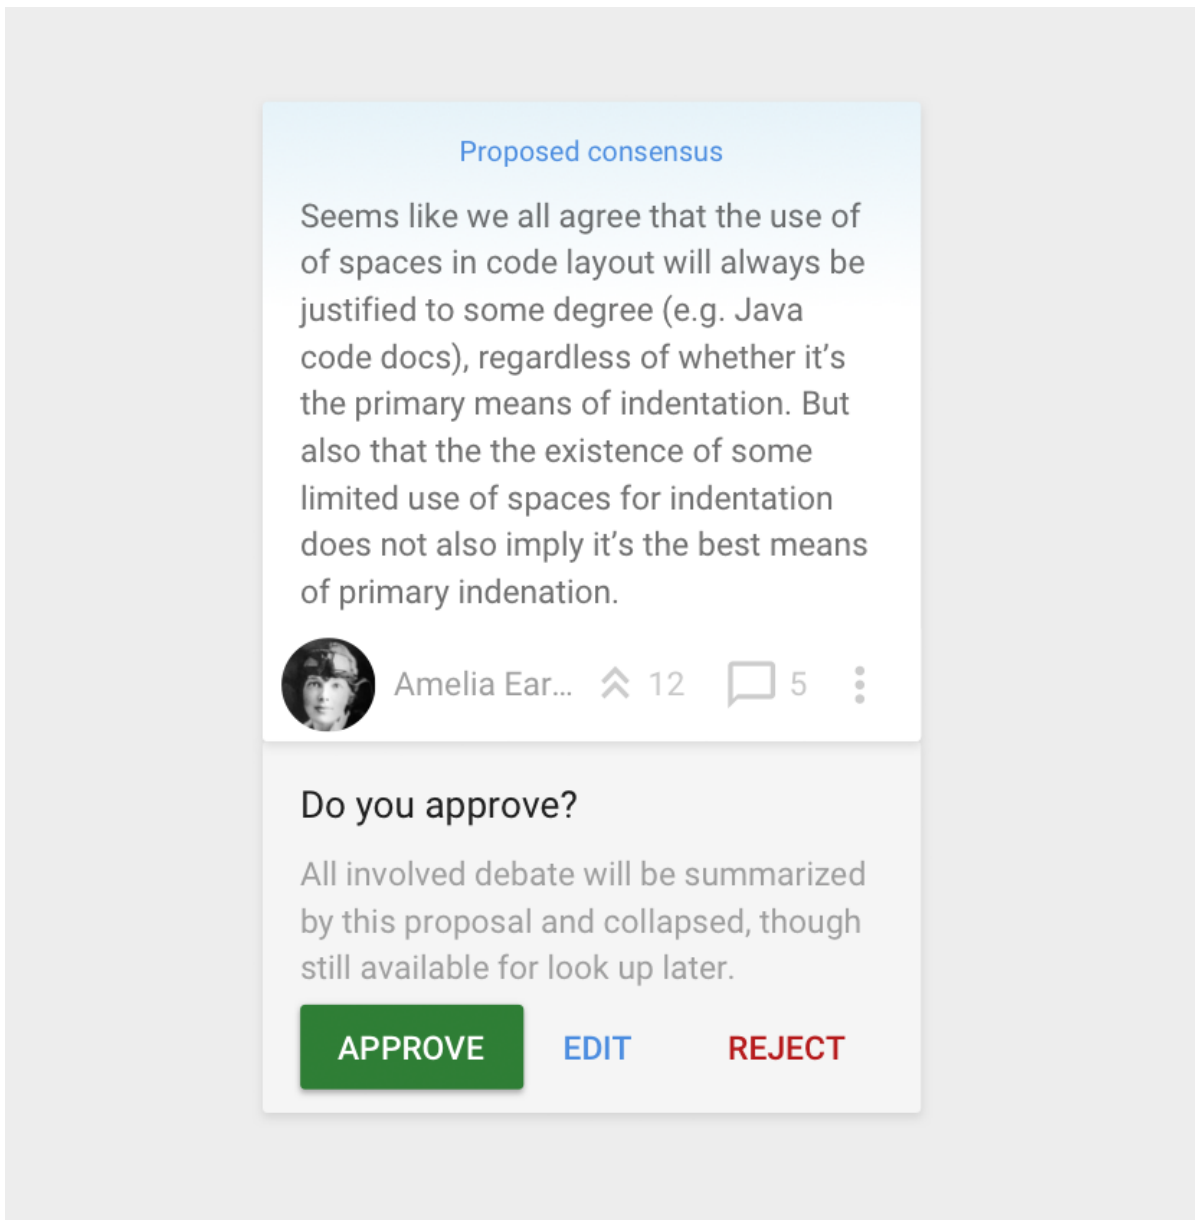 Proposed consensus
Seems like we all agree that the use of
of spaces in code layout will always be
justified to some degree (e.g. Java
code docs), regardless of whether it’s
the primary means of indentation. But
also that the the existence of some
limited use of spaces for indentation
does not also imply it’s the best means
of primary indenation.
Amelia Ear... 12 5
Do you approve?
All involved debate will be summarized
by this proposal and collapsed, though
still available for look up later.
APPROVE EDIT REJECT